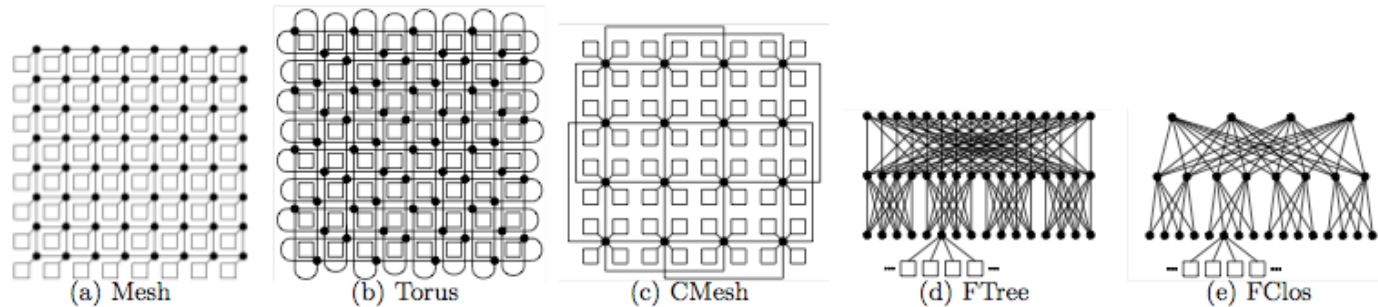 (a) Mesh
(b) Torus
(c) CMesh
(d) FTree
(e) FClos